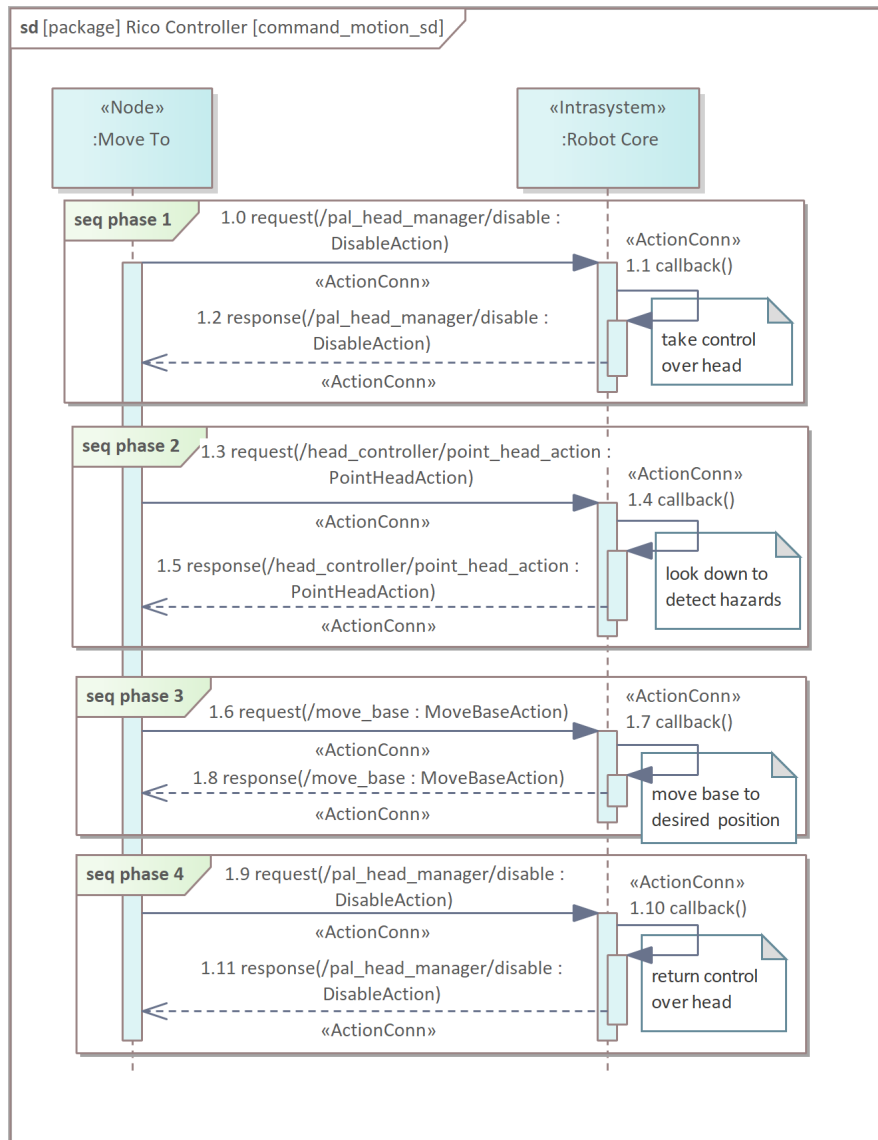 sd [package] Rico Controller [command_motion_sd]
«Node»
:Move To
«Intrasystem»
:Robot Core
seq phase 1
1.0 request(/pal_head_manager/disable :
DisableAction)
«ActionConn»
«ActionConn»
1.1 callback()
1.2 response(/pal_head_manager/disable :
DisableAction)
«ActionConn»
take control
over head
seq phase 2
1.3 request(/head_controller/point_head_action :
PointHeadAction)
«ActionConn»
«ActionConn»
1.4 callback()
1.5 response(/head_controller/point_head_action :
PointHeadAction)
«ActionConn»
look down to
detect hazards
seq phase 3
1.6 request(/move_base : MoveBaseAction)
«ActionConn»
«ActionConn»
1.7 callback()
1.8 response(/move_base : MoveBaseAction)
«ActionConn»
move base to
desired position
seq phase 4
1.9 request(/pal_head_manager/disable :
DisableAction)
«ActionConn»
«ActionConn»
1.10 callback()
1.11 response(/pal_head_manager/disable :
DisableAction)
«ActionConn»
return control
over head